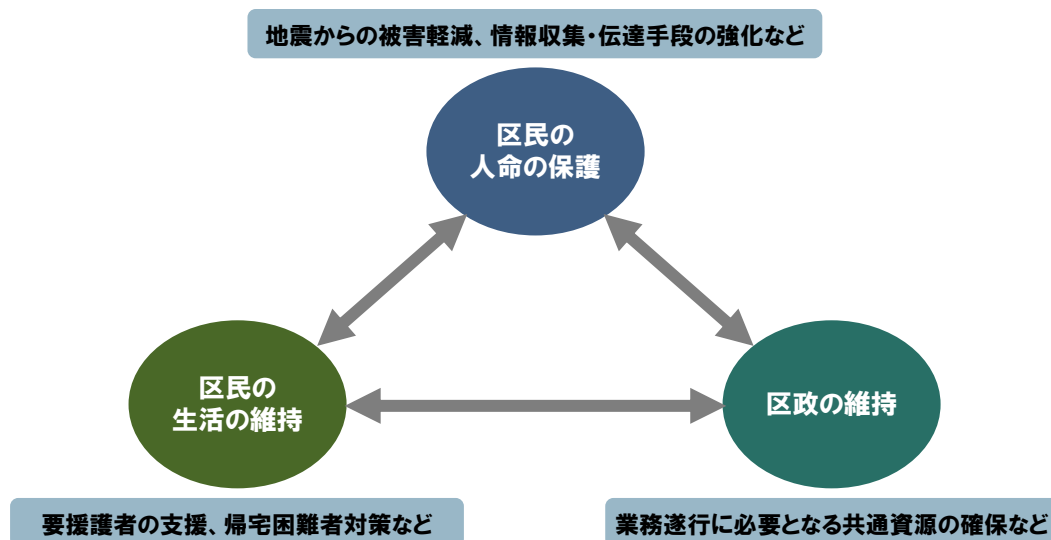 地震からの被害軽減、情報収集・伝達手段の強化など
区民の
人命の保護
区民の
生活の維持
区政の維持
要援護者の支援、帰宅困難者対策など
業務遂行に必要となる共通資源の確保など